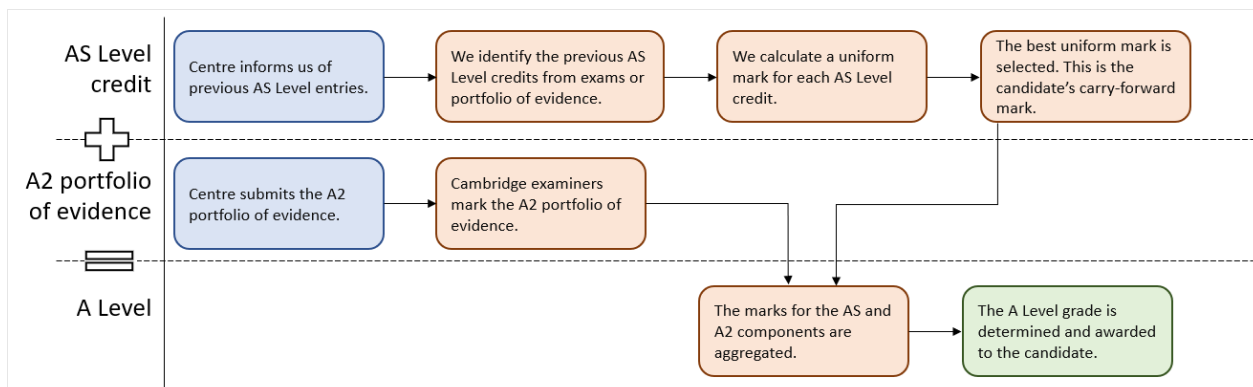 AS Level
credit
Centre informs us of
previous AS Level entries.
We identify the previous AS
Level credits from exams or
portfolio of evidence.
We calculate a uniform
mark for each AS Level
credit.
The best uniform mark is
selected. This is the
candidate’s carry-forward
mark.
A2 portfolio
of evidence
Centre submits the A2
portfolio of evidence.
Cambridge examiners
mark the A2 portfolio of
evidence.
A Level
The marks for the AS and
A2 components are
aggregated.
The A Level grade is
determined and awarded
to the candidate.